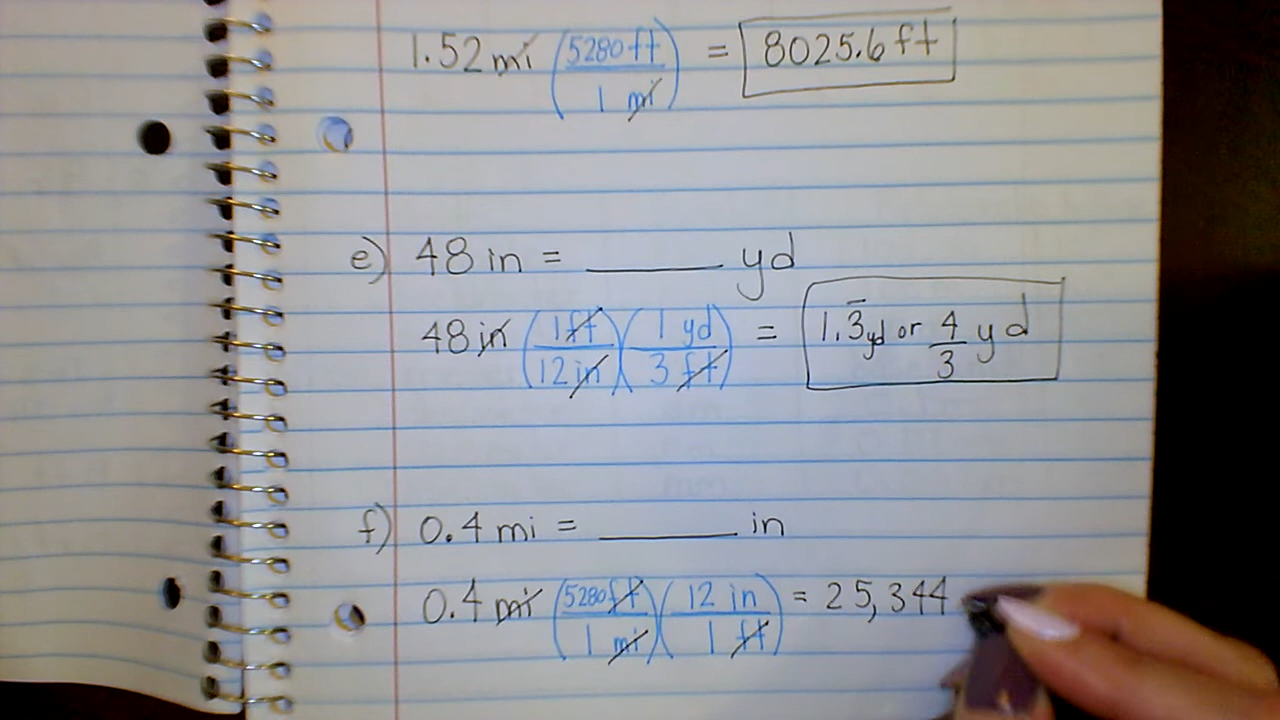 1.52 mi (5280 ft / 1 mi) = 8025.6 ft
e) 48 in = ______ yd
48 in (1 ft / 12 in)(1 yd / 3 ft) = 1.3̅ yd or 4/3 yd
f) 0.4 mi = ______ in
0.4 mi (5280 ft / 1 mi)(12 in / 1 ft) = 25,344